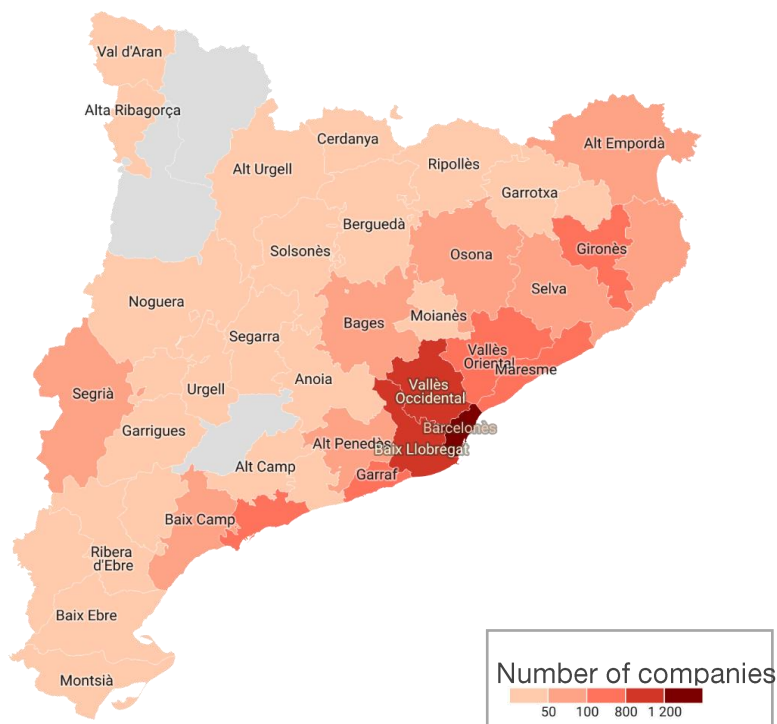 Val d'Aran
Alta Ribagorça
Cerdanya
Alt Urgell
Ripollès
Alt Empordà
Garrotxa
Berguedà
Solsonès
Osona
Gironès
Selva
Noguera
Moianès
Bages
Segarra
Vallès
Oriental
Maresme
Anoia
Segrià
Urgell
Vallès
Occidental
Garrigues
Barcelonès
Alt Penedès
Baix Llobregat
Alt Camp
Garraf
Baix Camp
Ribera
d'Ebre
Baix Ebre
Montsià
Number of companies
50 100 800 1 200